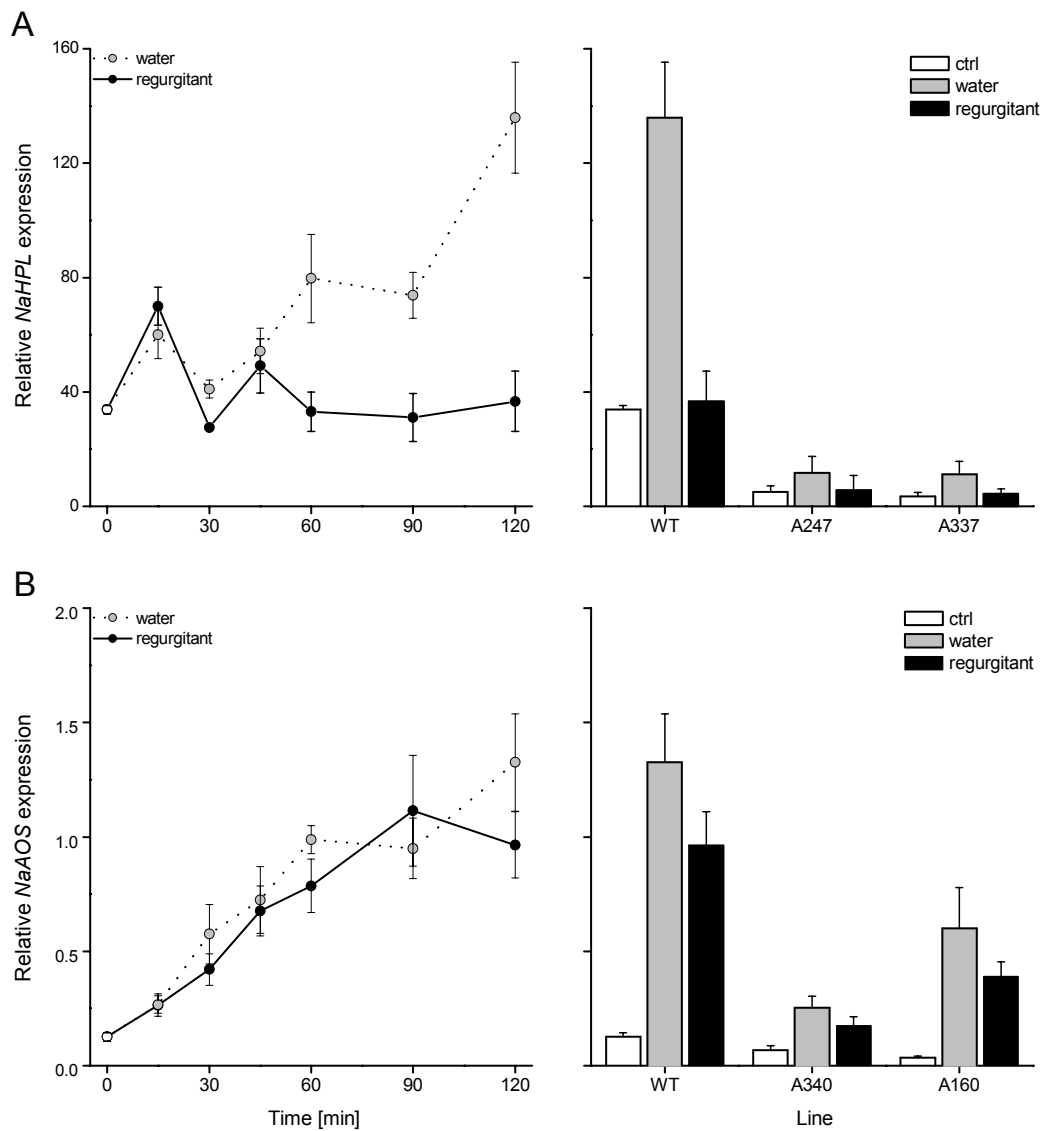 A
water
regurgitant
Relative NaHPL expression
160
120
80
40
0
0 30 60 90 120
ctrl
water
regurgitant
WT A247 A337
B
water
regurgitant
Relative NaAOS expression
2.0
1.5
1.0
0.5
0.0
0 30 60 90 120
Time [min]
ctrl
water
regurgitant
WT A340 A160
Line